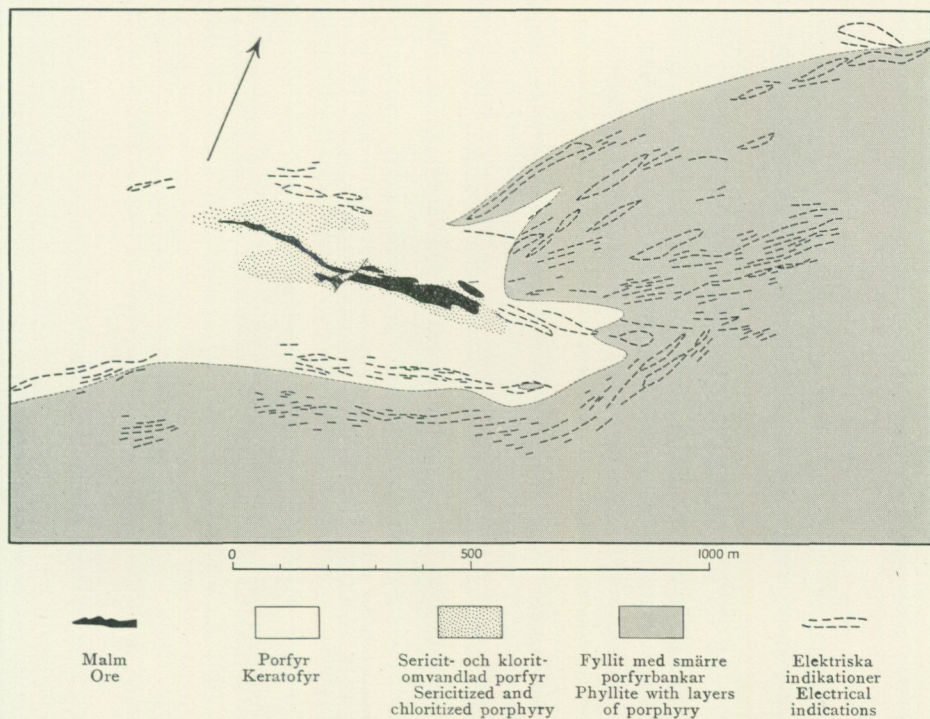 0 500 1000 m
Malm
Ore
Porfyr
Keratofyr
Sericit- och klorit-
omvandlad porfyr
Sericitized and
chloritized porphyry
Fyllit med smärre
porfyrbankar
Phyllite with layers
of porphyry
Elektriska
indikationer
Electrical
indications